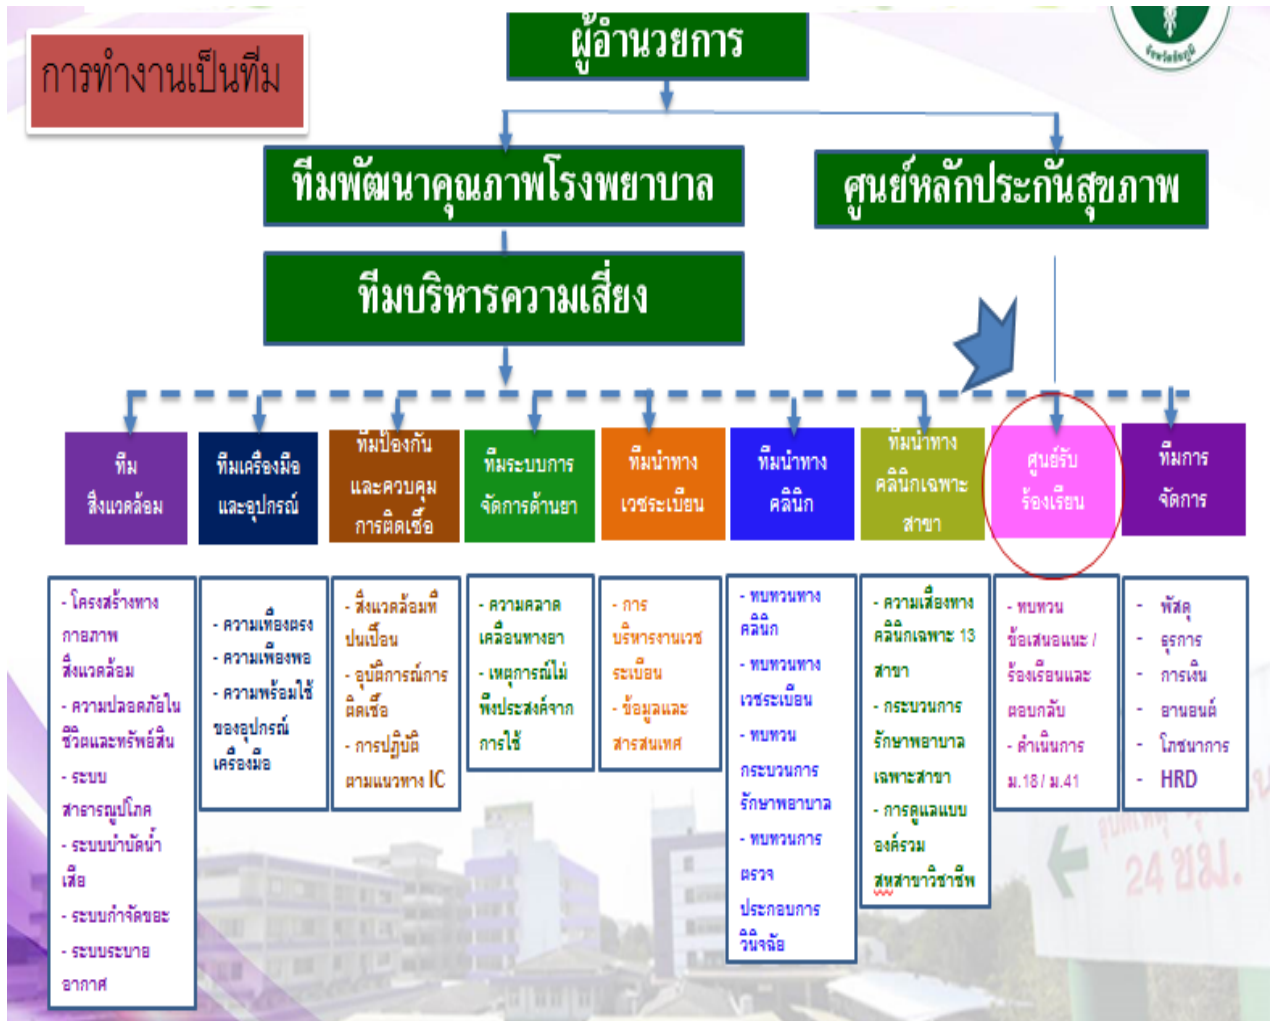 จังหวัดชัยภูมิ
ผู้อำนวยการ
การทำงานเป็นทีม
ทีมพัฒนาคุณภาพโรงพยาบาล
ศูนย์หลักประกันสุขภาพ
ทีมบริหารความเสี่ยง
ทีม
สิ่งแวดล้อม
ทีมเครื่องมือ
และอุปกรณ์
ทีมป้องกัน
และควบคุม
การติดเชื้อ
ทีมระบบการ
จัดการด้านยา
ทีมนำทาง
เวชระเบียน
ทีมนำทาง
คลินิก
ทีมนำทาง
คลินิกเฉพาะ
สาขา
ศูนย์รับ
ร้องเรียน
ทีมการ
จัดการ
- โครงสร้างทาง
กายภาพ
สิ่งแวดล้อม
- ความปลอดภัยใน
ชีวิตและทรัพย์สิน
- ระบบ
สาธารณูปโภค
- ระบบบำบัดน้ำ
เสีย
- ระบบกำจัดขยะ
- ระบบระบาย
อากาศ
- ความเที่ยงตรง
- ความเพียงพอ
- ความพร้อมใช้
ของอุปกรณ์
เครื่องมือ
- สิ่งแวดล้อมที่
ปนเปื้อน
- อุบัติการณ์การ
ติดเชื้อ
- การปฏิบัติ
ตามแนวทาง IC
- ความคลาด
เคลื่อนทางยา
- เหตุการณ์ไม่
พึงประสงค์จาก
การใช้
- การ
บริหารงานเวช
ระเบียน
- ข้อมูลและ
สารสนเทศ
- ทบทวนทาง
คลินิก
- ทบทวนทาง
เวชระเบียน
- ทบทวน
กระบวนการ
รักษาพยาบาล
- ทบทวนการ
ตรวจ
ประกอบการ
วินิจฉัย
- ความเสี่ยงทาง
คลินิกเฉพาะ 13
สาขา
- กระบวนการ
รักษาพยาบาล
เฉพาะสาขา
- การดูแลแบบ
องค์รวม
สหสาขาวิชาชีพ
- ทบทวน
ข้อเสนอแนะ /
ร้องเรียนและ
ตอบกลับ
- ดำเนินการ
ม.18 / ม.41
- พัสดุ
- ธุรการ
- การเงิน
- ยานยนต์
- โภชนาการ
- HRD
24 ชม.